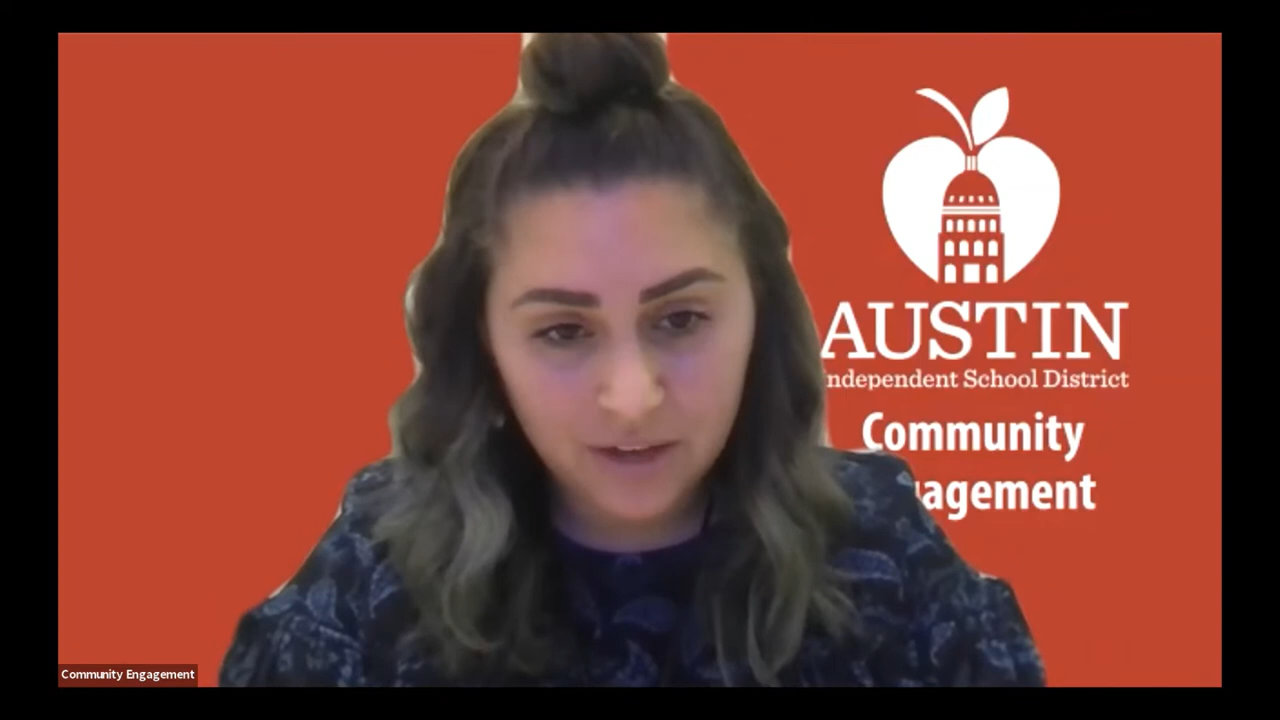 AUSTIN
ndependent School District
Community
agement
Community Engagement